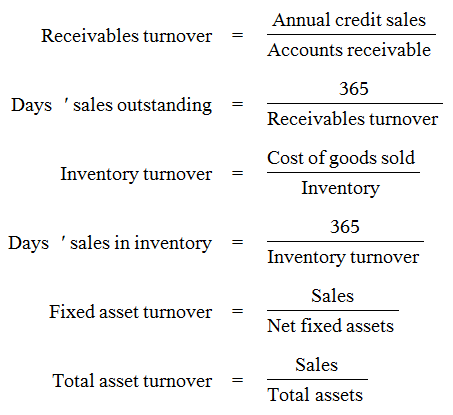 Receivables turnover = Annual credit sales / Accounts receivable
Days ′ sales outstanding = 365 / Receivables turnover
Inventory turnover = Cost of goods sold / Inventory
Days ′ sales in inventory = 365 / Inventory turnover
Fixed asset turnover = Sales / Net fixed assets
Total asset turnover = Sales / Total assets